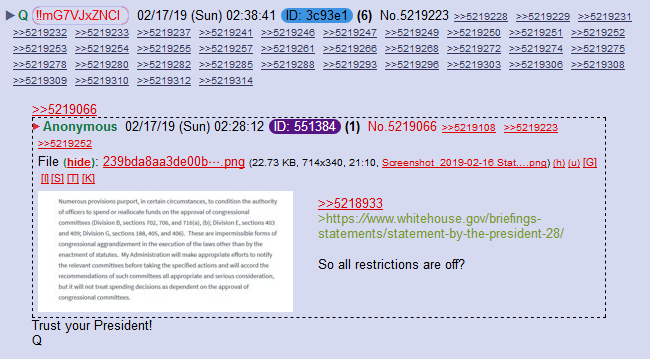 ▶ Q !!mG7VJxZNCI 02/17/19 (Sun) 02:38:41 ID: 3c93e1 (6) No.5219223 >>5219228 >>5219229 >>5219231
>>5219232 >>5219233 >>5219237 >>5219241 >>5219246 >>5219247 >>5219249 >>5219250 >>5219251 >>5219252
>>5219253 >>5219254 >>5219255 >>5219256 >>5219260 >>5219261 >>5219266 >>5219268 >>5219272 >>5219274 >>5219275
>>5219278 >>5219280 >>5219282 >>5219285 >>5219288 >>5219293 >>5219296 >>5219303 >>5219306 >>5219308
>>5219309 >>5219310 >>5219312 >>5219314
>>5219066
▶Anonymous 02/17/19 (Sun) 02:28:12 ID: 551384 (1) No.5219066 >>5219108 >>5219223
>>5219252
File (hide): 239bda8aa3de00b⋯.png (22.73 KB, 714x340, 21:10, Screenshot_2019-02-16 Stat….png) (h) (u) [G]
[I] [S] [T] [K]
Numerous provisions purport, in certain circumstances, to condition the authority
of officers to spend or reallocate funds on the approval of congressional
committees (Division B, sections 702, 706, and 716(a), (b); Division E, sections 403
and 409; Division G, sections 188, 405, and 406). These are impermissible forms of
congressional aggrandizement in the execution of the laws other than by the
enactment of statutes. My Administration will make appropriate efforts to notify
the relevant committees before taking the specified actions and will accord the
recommendations of such committees all appropriate and serious consideration,
but it will not treat spending decisions as dependent on the approval of
congressional committees.
>>5218933
>https://www.whitehouse.gov/briefings-
statements/statement-by-the-president-28/
So all restrictions are off?
Trust your President!
Q